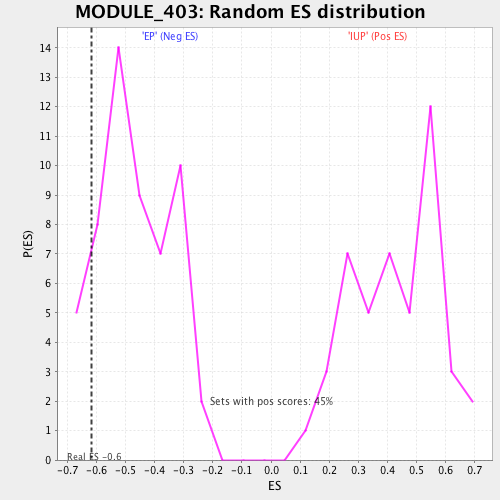 MODULE_403: Random ES distribution
'EP' (Neg ES) 'IUP' (Pos ES)
14
13
12
11
10
9
8
7
6
5
4
3
2
1
0
P(ES)
Sets with pos scores: 45%
Real ES -0.6
-0.7 -0.6 -0.5 -0.4 -0.3 -0.2 -0.1 0.0 0.1 0.2 0.3 0.4 0.5 0.6 0.7
ES